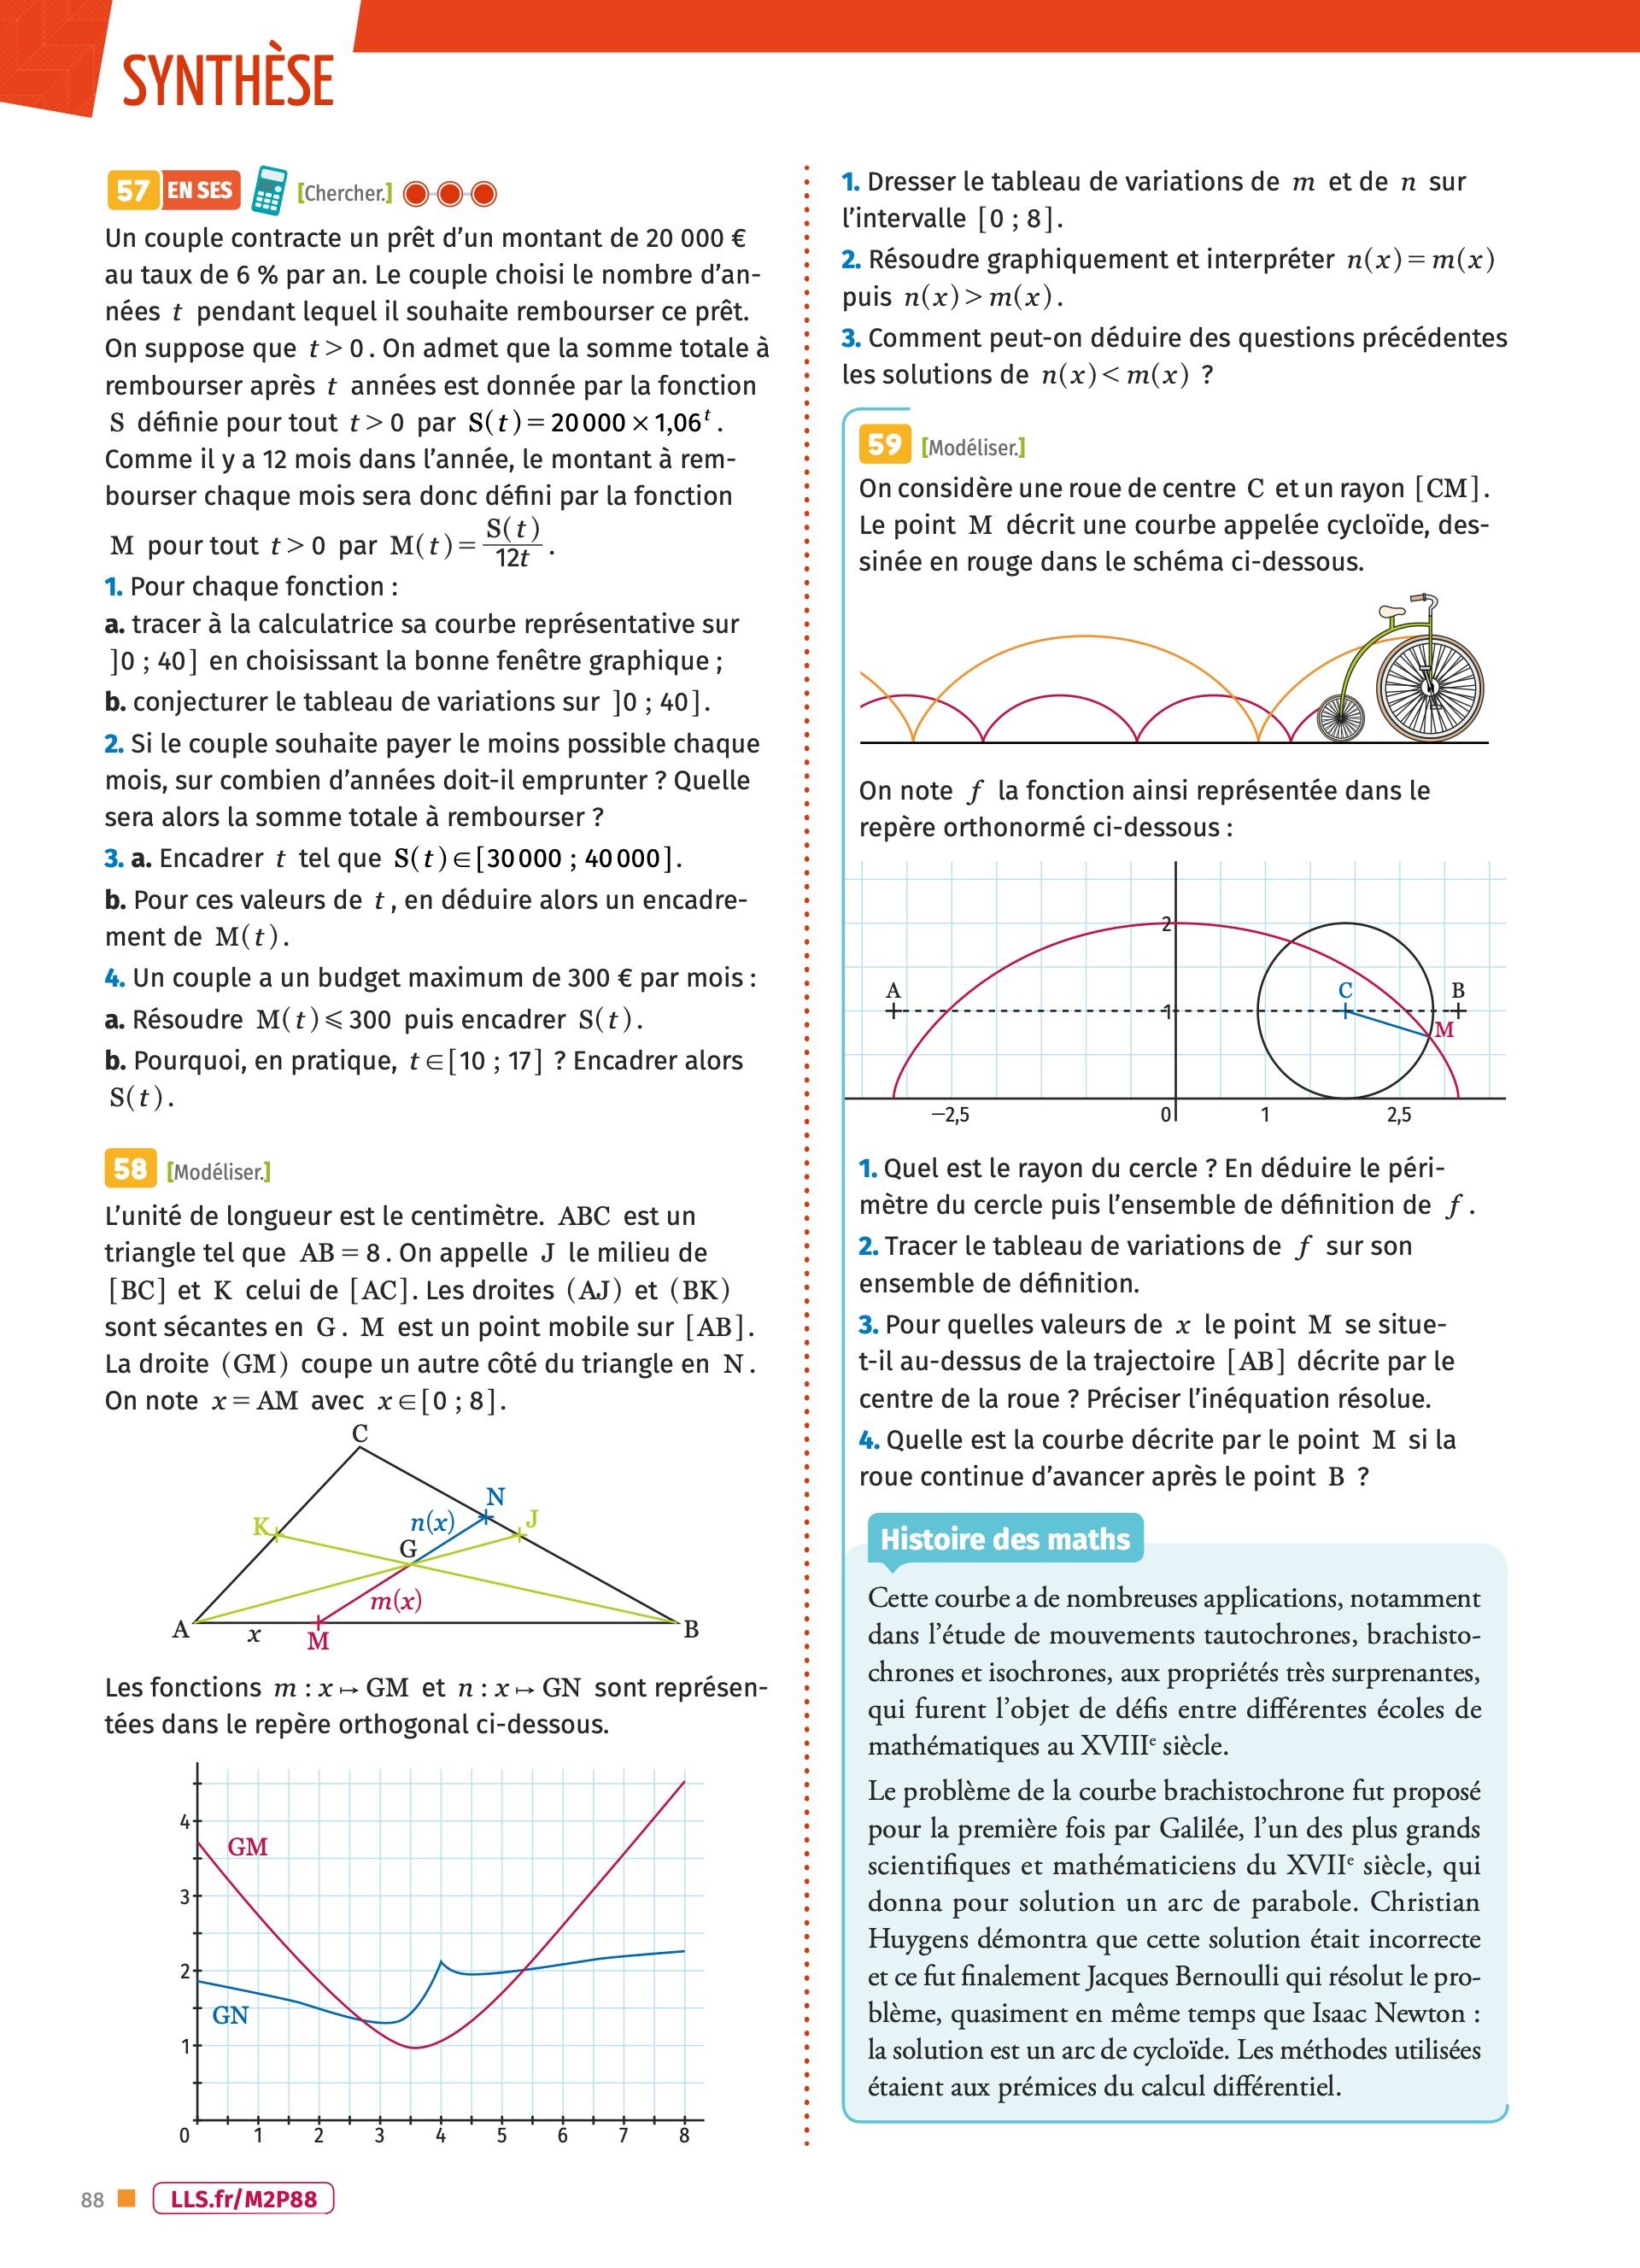 SYNTHÈSE
57 EN SES [Chercher.]
Un couple contracte un prêt d’un montant de 20 000 €
au taux de 6 % par an. Le couple choisi le nombre d’an-
nées t pendant lequel il souhaite rembourser ce prêt.
On suppose que t > 0. On admet que la somme totale à
rembourser après t années est donnée par la fonction
S définie pour tout t > 0 par S(t) = 20 000 × 1,06^t.
Comme il y a 12 mois dans l’année, le montant à rem-
bourser chaque mois sera donc défini par la fonction
M pour tout t > 0 par M(t) = S(t)/12t.
1. Pour chaque fonction :
a. tracer à la calculatrice sa courbe représentative sur
]0 ; 40] en choisissant la bonne fenêtre graphique ;
b. conjecturer le tableau de variations sur ]0 ; 40].
2. Si le couple souhaite payer le moins possible chaque
mois, sur combien d’années doit-il emprunter ? Quelle
sera alors la somme totale à rembourser ?
3. a. Encadrer t tel que S(t) ∈ [30 000 ; 40 000].
b. Pour ces valeurs de t, en déduire alors un encadre-
ment de M(t).
4. Un couple a un budget maximum de 300 € par mois :
a. Résoudre M(t) ⩽ 300 puis encadrer S(t).
b. Pourquoi, en pratique, t ∈ [10 ; 17] ? Encadrer alors
S(t).
58 [Modéliser.]
L’unité de longueur est le centimètre. ABC est un
triangle tel que AB = 8. On appelle J le milieu de
[BC] et K celui de [AC]. Les droites (AJ) et (BK)
sont sécantes en G. M est un point mobile sur [AB].
La droite (GM) coupe un autre côté du triangle en N.
On note x = AM avec x ∈ [0 ; 8].
C
N
K
n(x)
J
G
m(x)
A
x
M
B
Les fonctions m : x ↦ GM et n : x ↦ GN sont représen-
tées dans le repère orthogonal ci-dessous.
4
GM
3
2
GN
1
0 1 2 3 4 5 6 7 8
1. Dresser le tableau de variations de m et de n sur
l’intervalle [0 ; 8].
2. Résoudre graphiquement et interpréter n(x) = m(x)
puis n(x) > m(x).
3. Comment peut-on déduire des questions précédentes
les solutions de n(x) < m(x) ?
59 [Modéliser.]
On considère une roue de centre C et un rayon [CM].
Le point M décrit une courbe appelée cycloïde, des-
sinée en rouge dans le schéma ci-dessous.
On note f la fonction ainsi représentée dans le
repère orthonormé ci-dessous :
2
A
C
B
1
M
−2,5 0 1 2,5
1. Quel est le rayon du cercle ? En déduire le péri-
mètre du cercle puis l’ensemble de définition de f.
2. Tracer le tableau de variations de f sur son
ensemble de définition.
3. Pour quelles valeurs de x le point M se situe-
t-il au-dessus de la trajectoire [AB] décrite par le
centre de la roue ? Préciser l’inéquation résolue.
4. Quelle est la courbe décrite par le point M si la
roue continue d’avancer après le point B ?
Histoire des maths
Cette courbe a de nombreuses applications, notamment
dans l’étude de mouvements tautochrones, brachisto-
chrones et isochrones, aux propriétés très surprenantes,
qui furent l’objet de défis entre différentes écoles de
mathématiques au XVIIIe siècle.
Le problème de la courbe brachistochrone fut proposé
pour la première fois par Galilée, l’un des plus grands
scientifiques et mathématiciens du XVIIe siècle, qui
donna pour solution un arc de parabole. Christian
Huygens démontra que cette solution était incorrecte
et ce fut finalement Jacques Bernoulli qui résolut le pro-
blème, quasiment en même temps que Isaac Newton :
la solution est un arc de cycloïde. Les méthodes utilisées
étaient aux prémices du calcul différentiel.
88 LLS.fr/M2P88